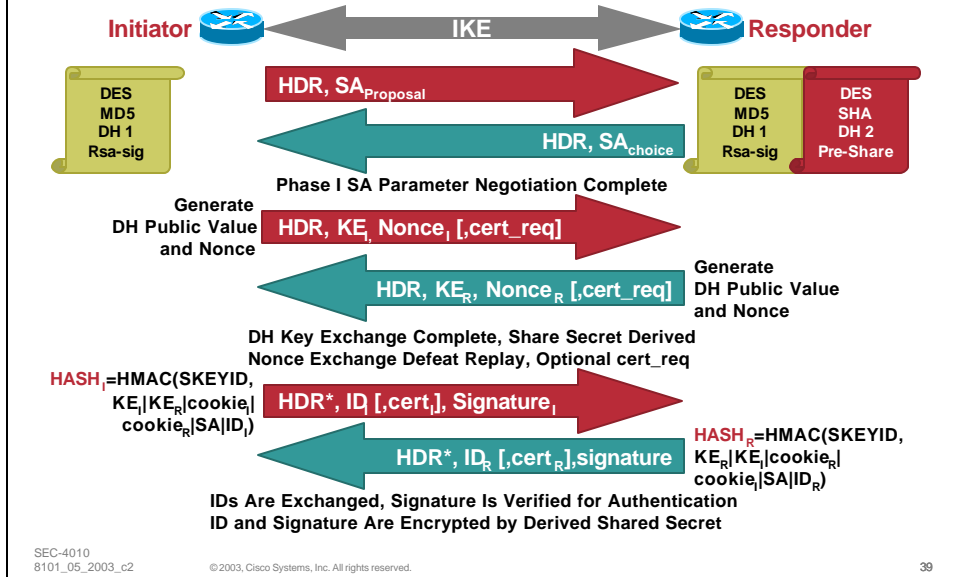 Initiator
IKE
Responder
DES
MD5
DH 1
Rsa-sig
HDR, SAProposal
HDR, SAchoice
DES
MD5
DH 1
Rsa-sig
DES
SHA
DH 2
Pre-Share
Phase I SA Parameter Negotiation Complete
Generate
DH Public Value
and Nonce
HDR, KEI, NonceI [,cert_req]
HDR, KER, NonceR [,cert_req]
Generate
DH Public Value
and Nonce
DH Key Exchange Complete, Share Secret Derived
Nonce Exchange Defeat Replay, Optional cert_req
HASHI=HMAC(SKEYID,
KEI|KER|cookieI|
cookieR|SA|IDI)
HDR*, IDI [,certI], SignatureI
HDR*, IDR [,certR],signature
HASHR=HMAC(SKEYID,
KER|KEI|cookieR|
cookieI|SA|IDR)
IDs Are Exchanged, Signature Is Verified for Authentication
ID and Signature Are Encrypted by Derived Shared Secret
SEC-4010
8101_05_2003_c2
© 2003, Cisco Systems, Inc. All rights reserved.
39